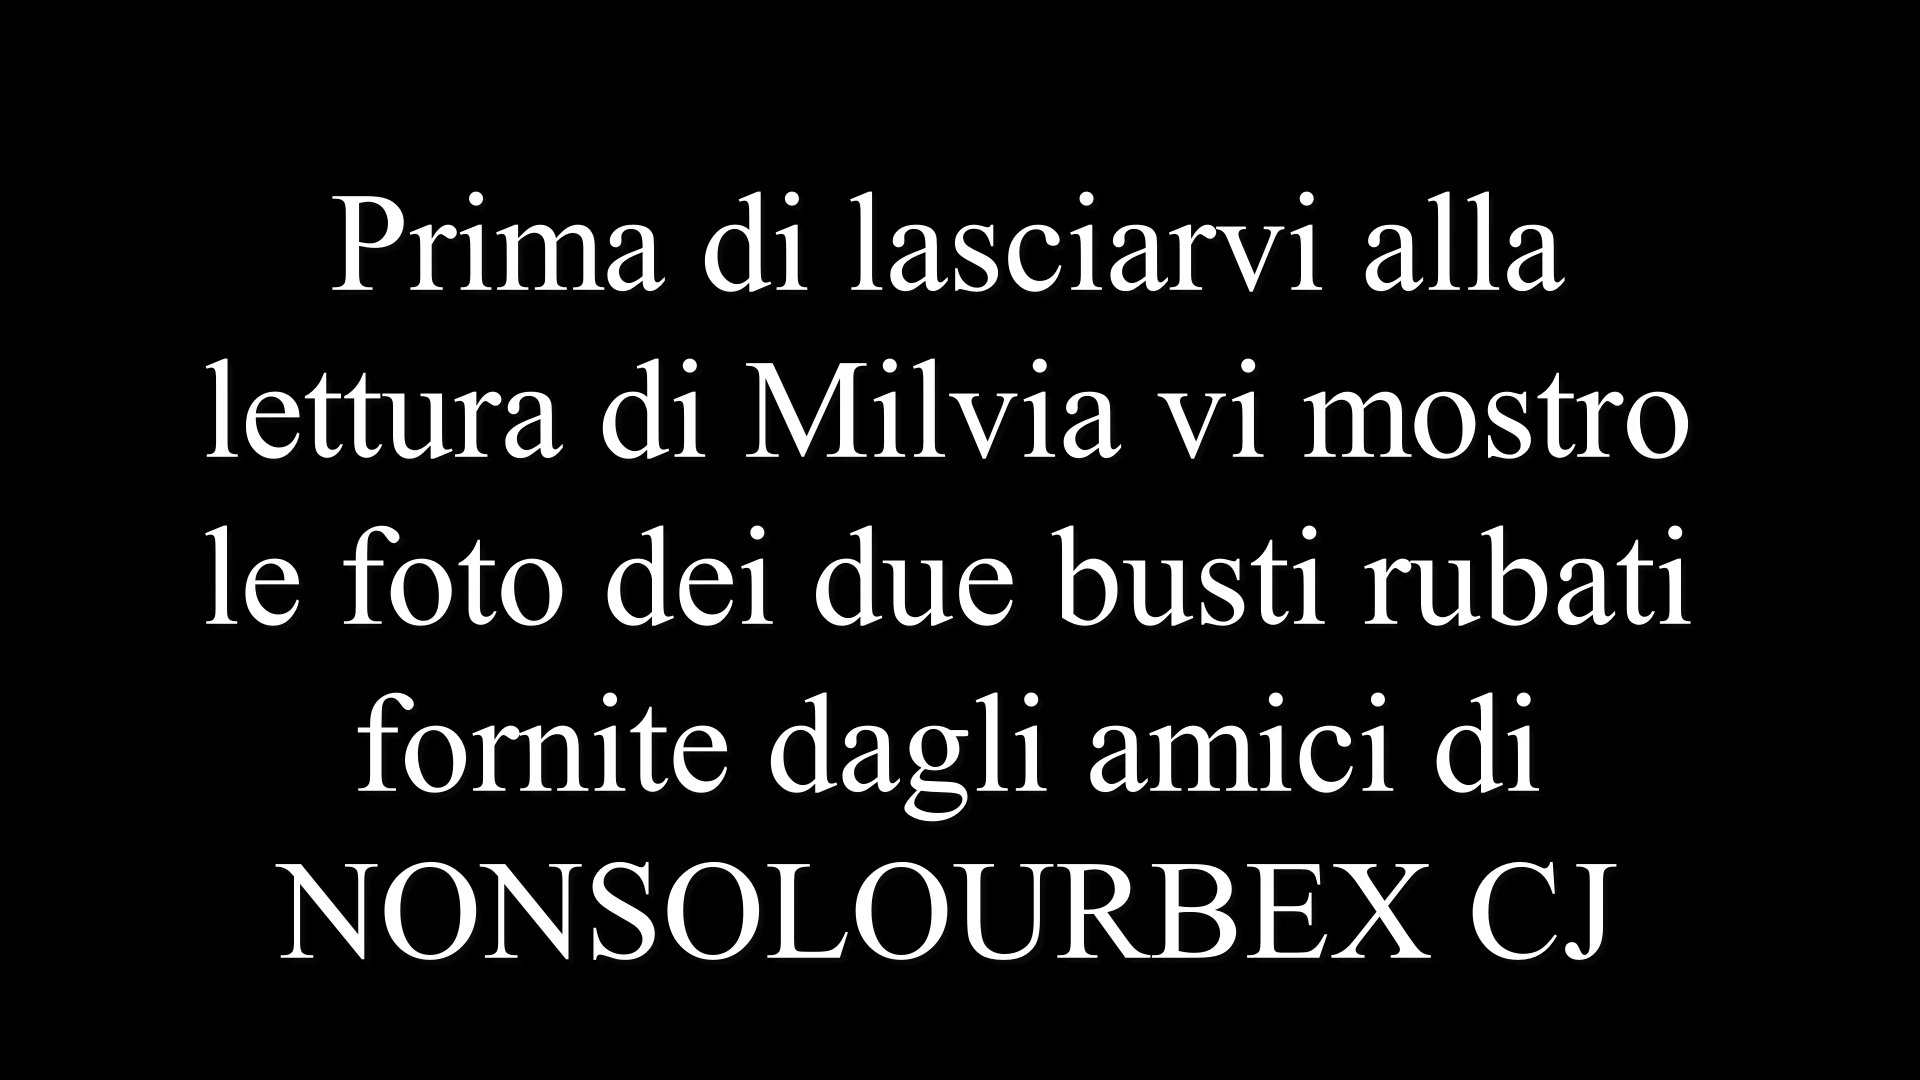 Prima di lasciarvi alla
lettura di Milvia vi mostro
le foto dei due busti rubati
fornite dagli amici di
NONSOLOURBEX CJ